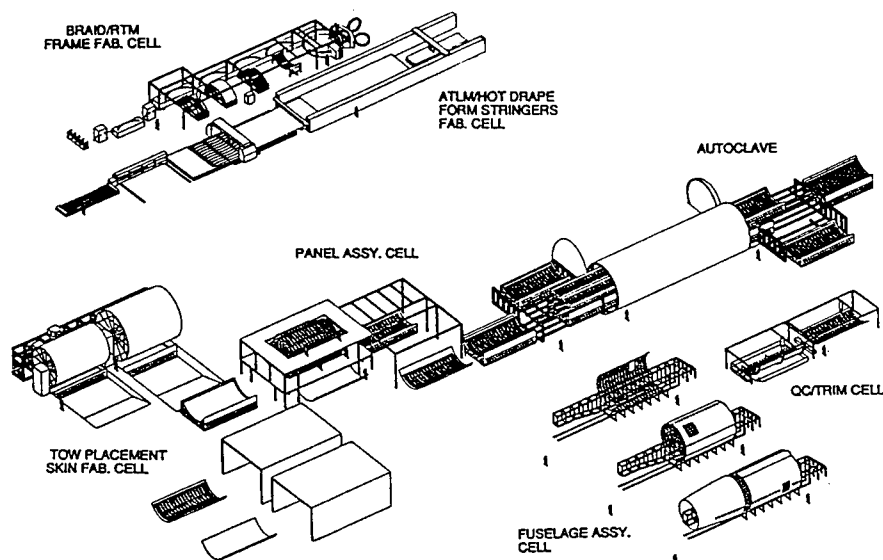 BRAID/RTM
FRAME FAB. CELL
ATLM/HOT DRAPE
FORM STRINGERS
FAB. CELL
AUTOCLAVE
PANEL ASSY. CELL
QC/TRIM CELL
TOW PLACEMENT
SKIN FAB. CELL
FUSELAGE ASSY.
CELL